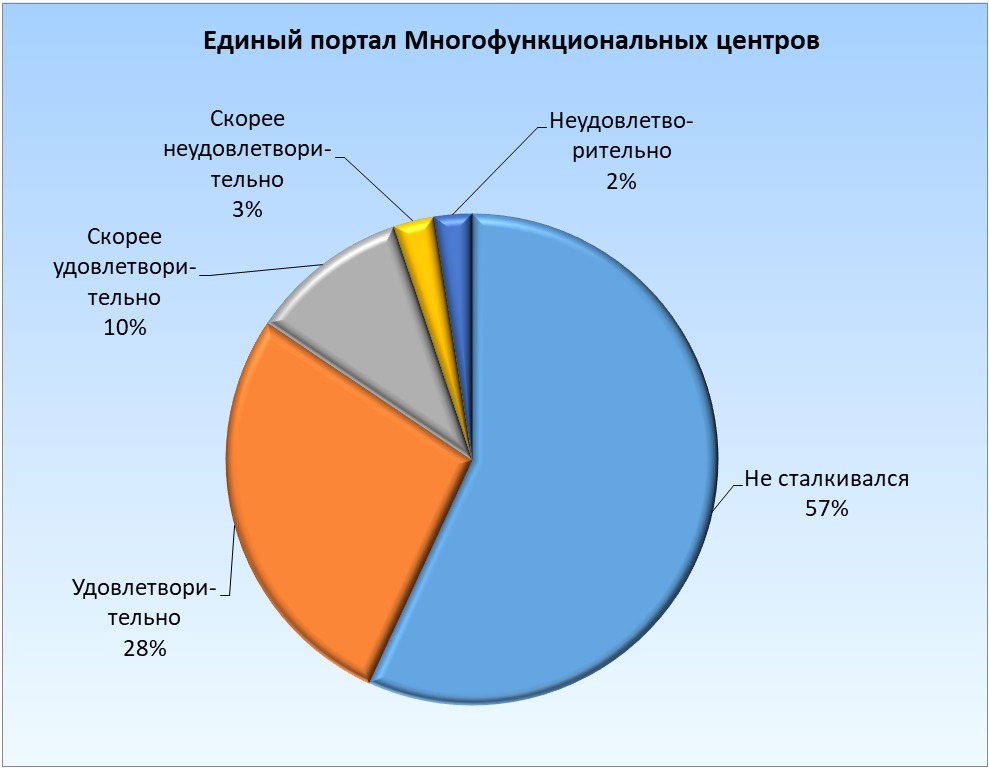 Единый портал Многофункциональных центров
Скорее
неудовлетвори-
тельно
3%
Неудовлетво-
рительно
2%
Скорее
удовлетвори-
тельно
10%
Не сталкивался
57%
Удовлетвори-
тельно
28%